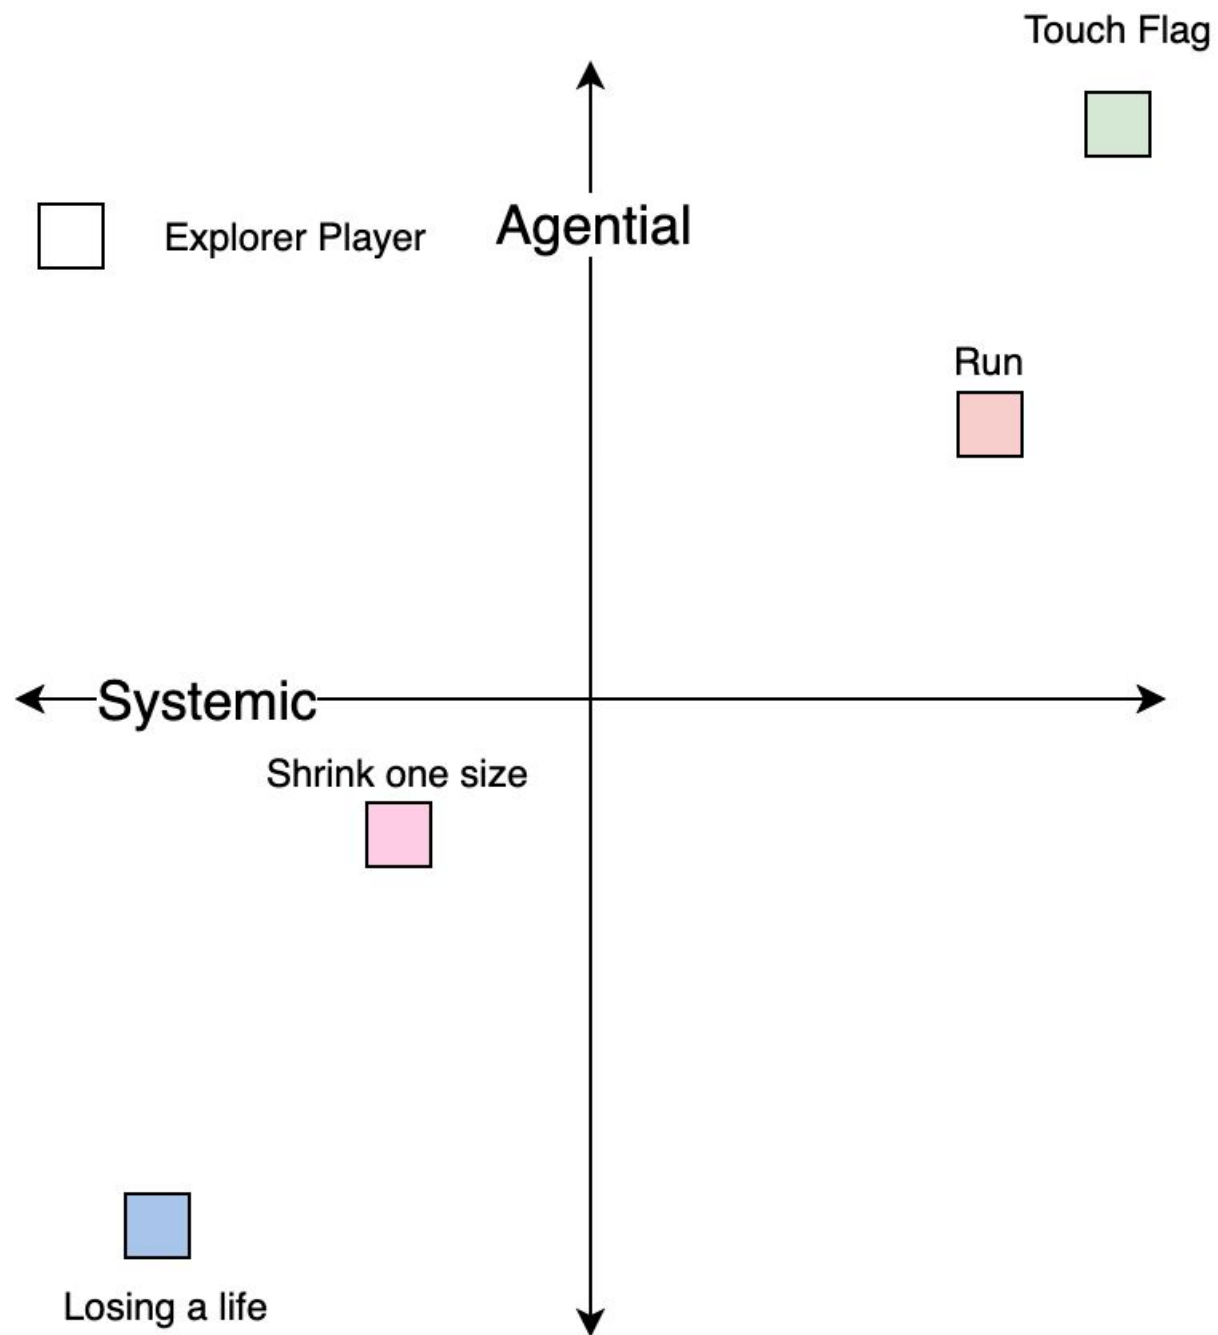 Touch Flag
Explorer Player
Agential
Run
Systemic
Shrink one size
Losing a life